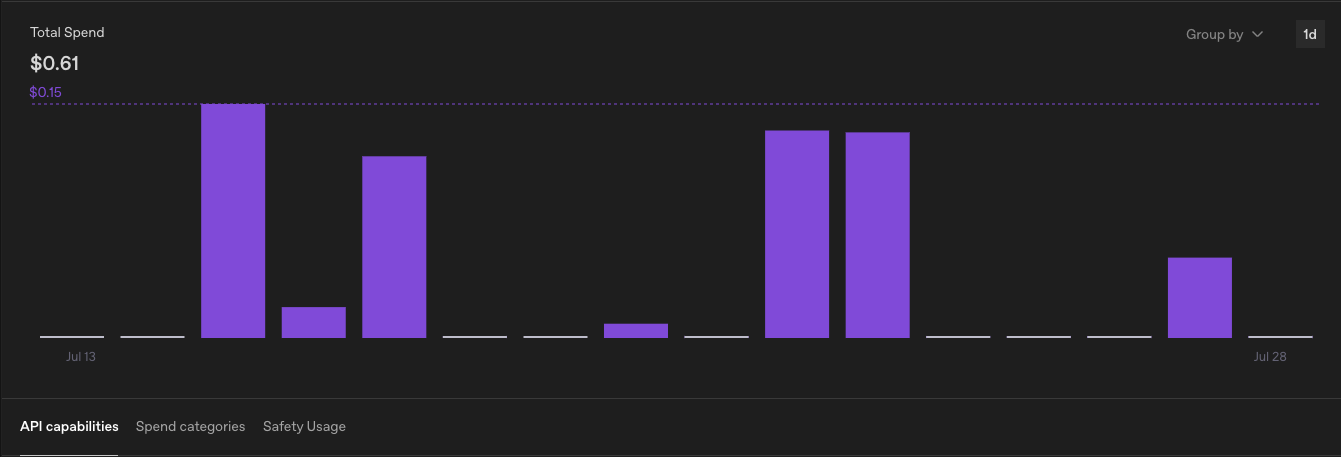 Total Spend
Group by
1d
$0.61
$0.15
Jul 13
Jul 28
API capabilities
Spend categories
Safety Usage